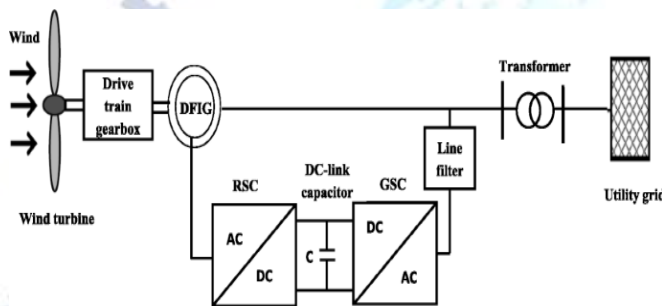 Wind
Drive
train
gearbox
DFIG
Transformer
Line
filter
Utility grid
Wind turbine
RSC
DC-link
capacitor
GSC
AC
DC
C
DC
AC